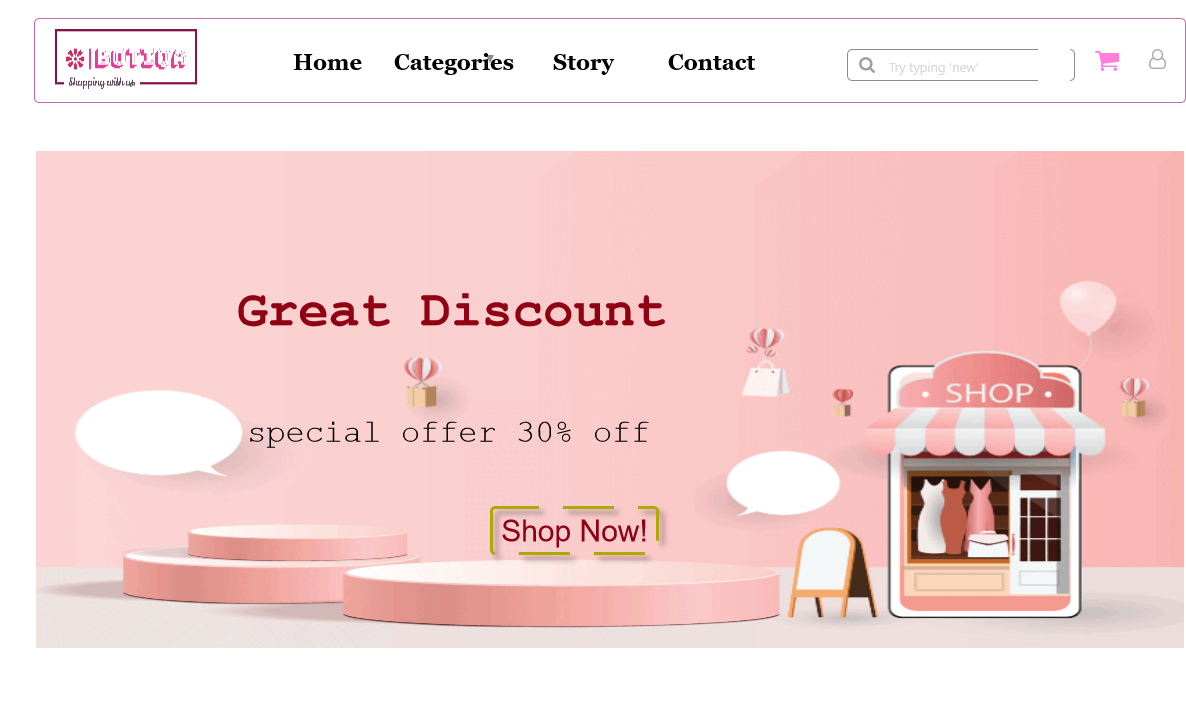 BOTIQA
Shopping with us
Home Categories Story Contact
Try typing 'new'
Great Discount
special offer 30% off
Shop Now!
SHOP